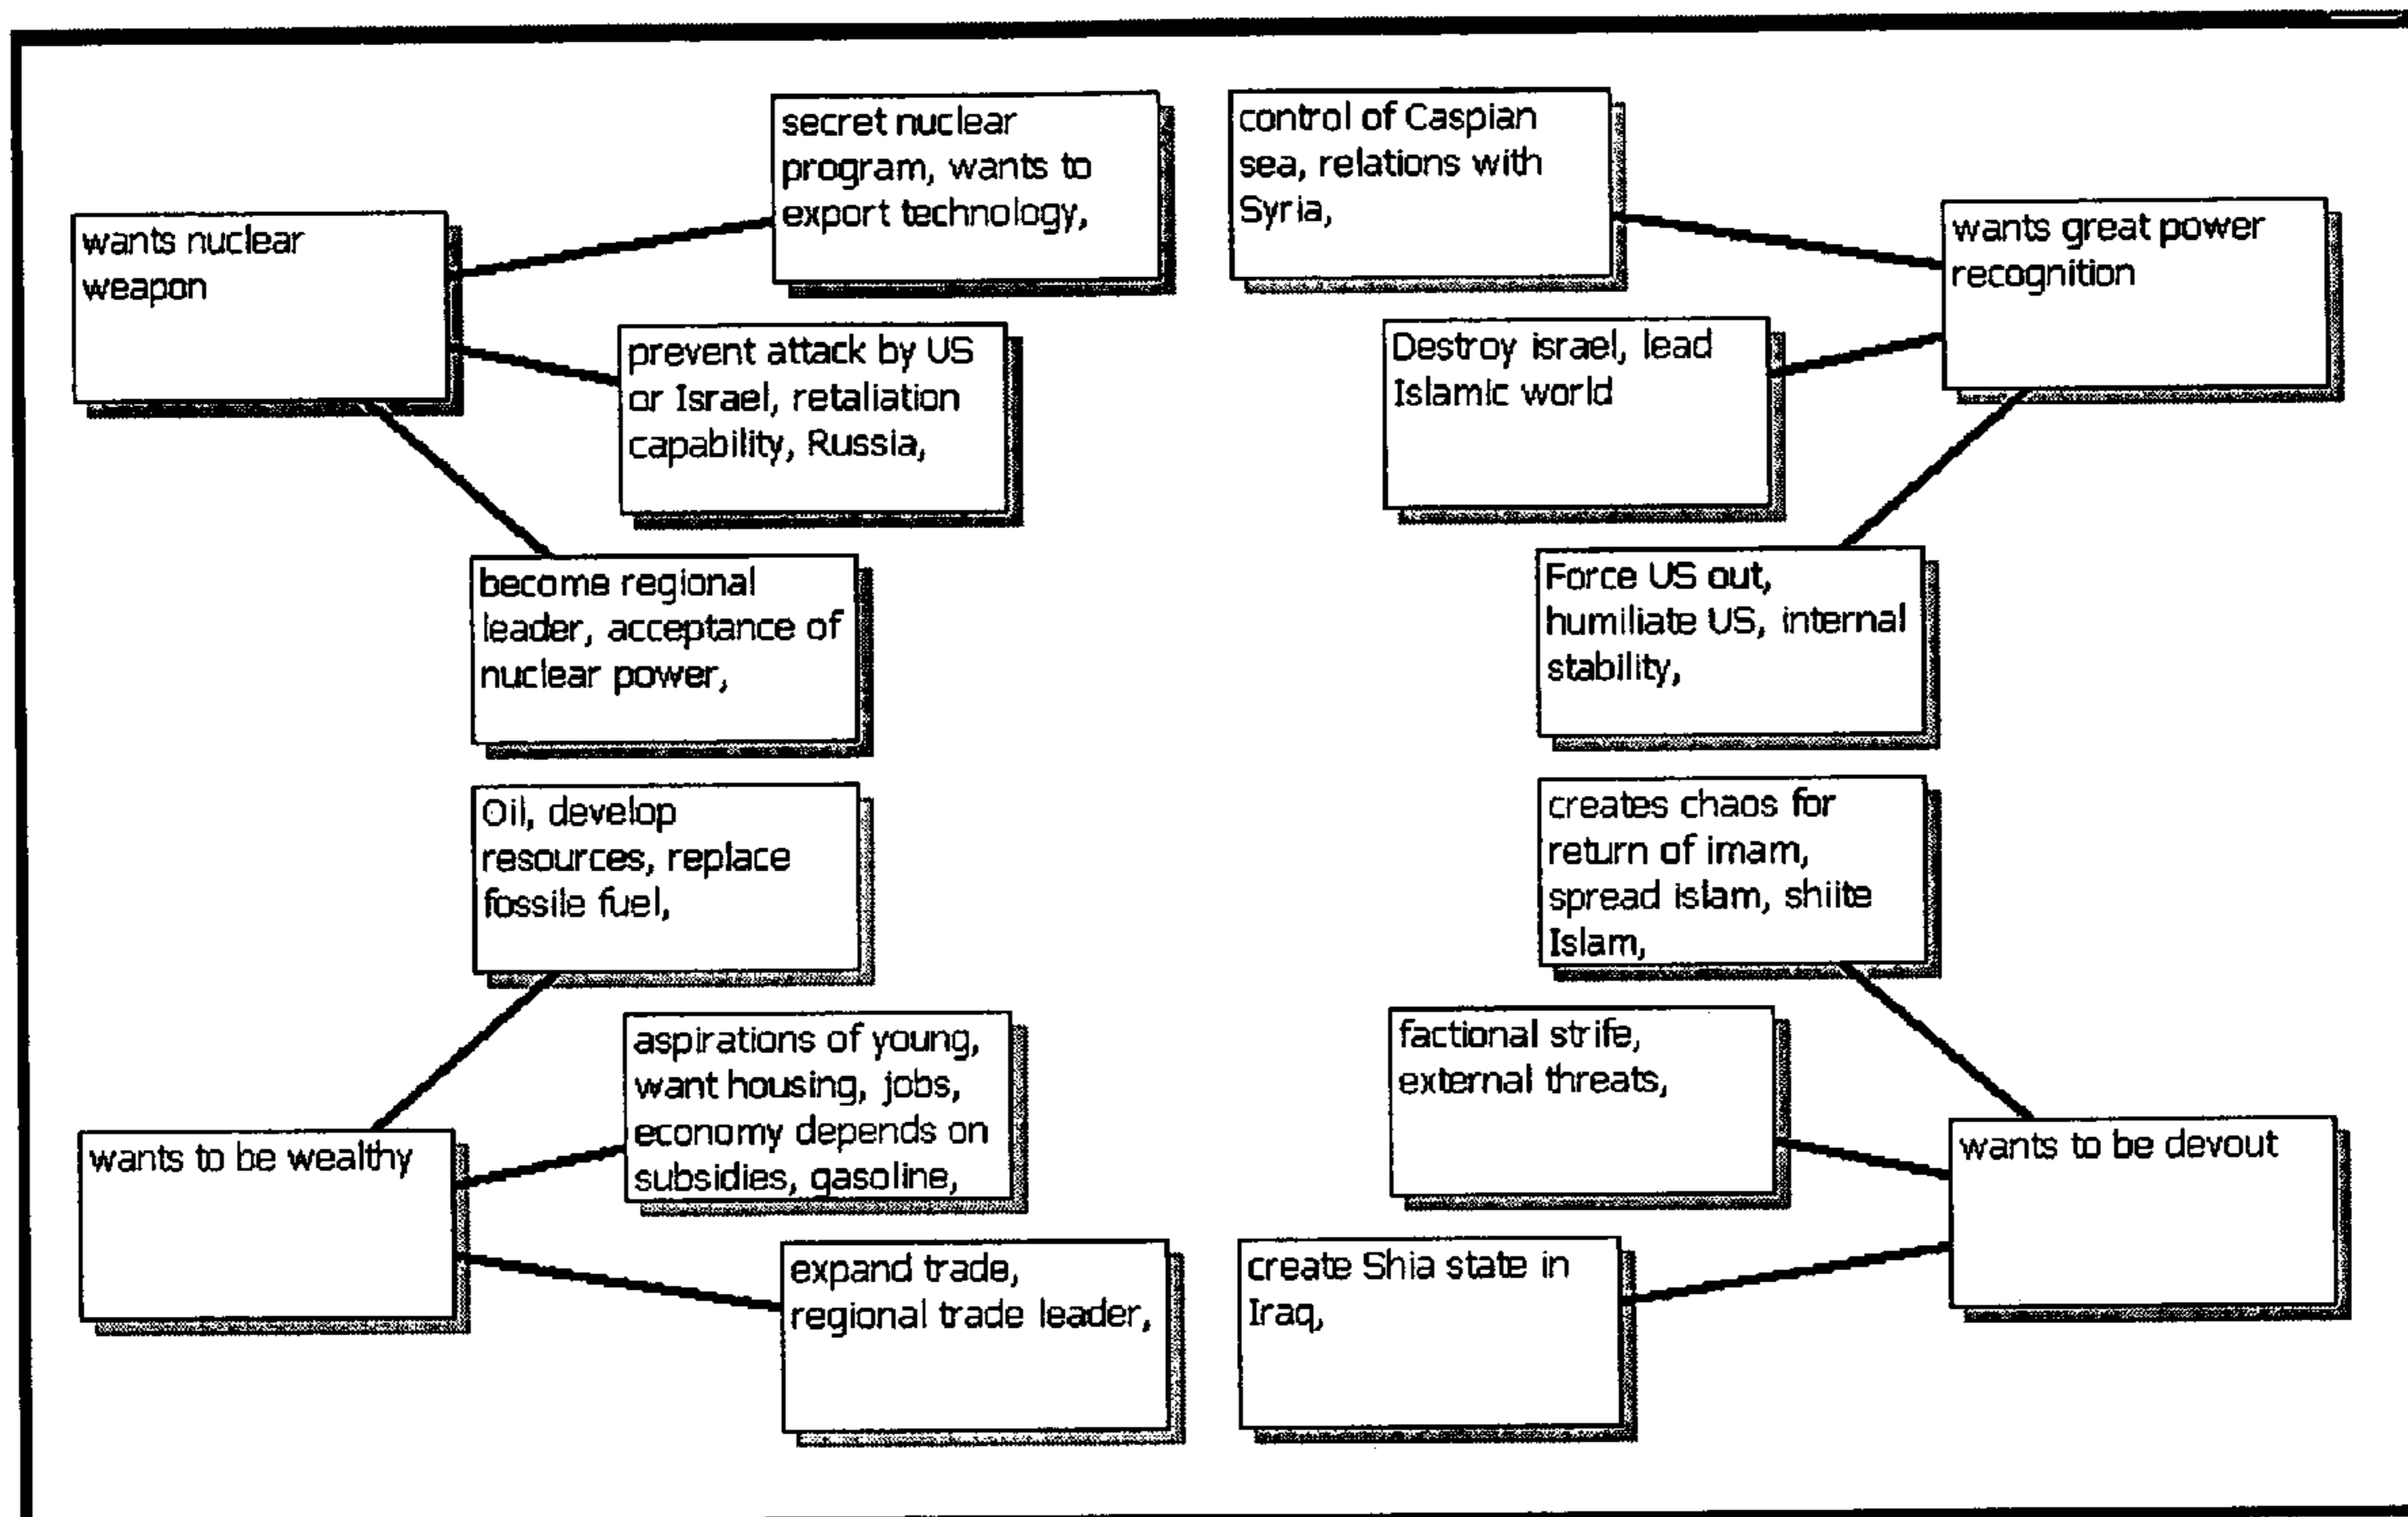 secret nuclear
program, wants to
export technology,
control of Caspian
sea, relations with
Syria,
wants nuclear
weapon
wants great power
recognition
prevent attack by US
or Israel, retaliation
capability, Russia,
Destroy israel, lead
Islamic world
become regional
leader, acceptance of
nuclear power,
Force US out,
humiliate US, internal
stability,
Oil, develop
resources, replace
fossile fuel,
creates chaos for
return of imam,
spread islam, shiite
Islam,
aspirations of young,
want housing, jobs,
economy depends on
subsidies, gasoline,
factional strife,
external threats,
wants to be wealthy
wants to be devout
expand trade,
regional trade leader,
create Shia state in
Iraq,